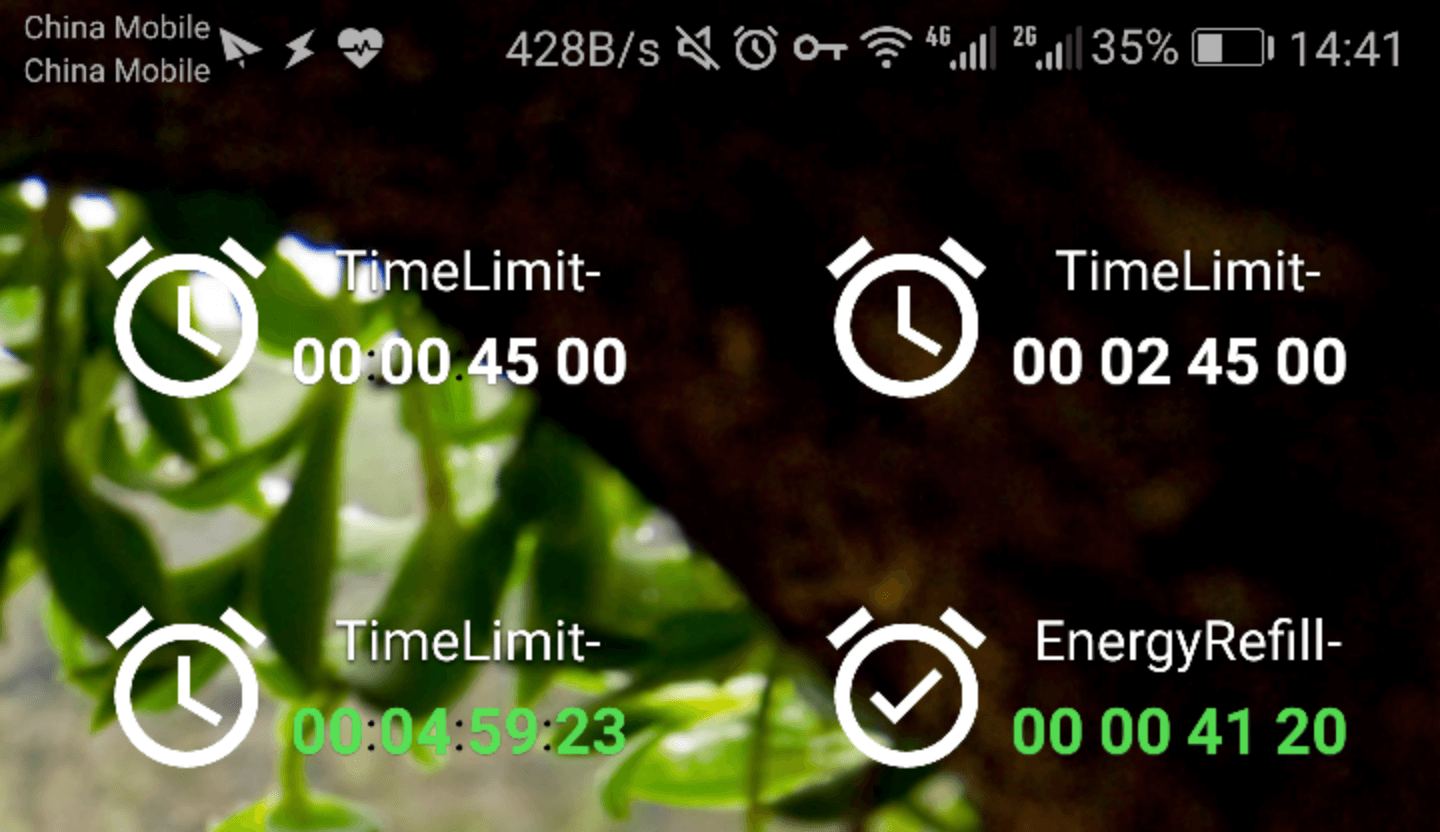 China Mobile
China Mobile
428B/s 4G 2G 35% 14:41
TimeLimit-
00:00:45 00
TimeLimit-
00 02 45 00
TimeLimit-
00:04:59:23
EnergyRefill-
00 00 41 20